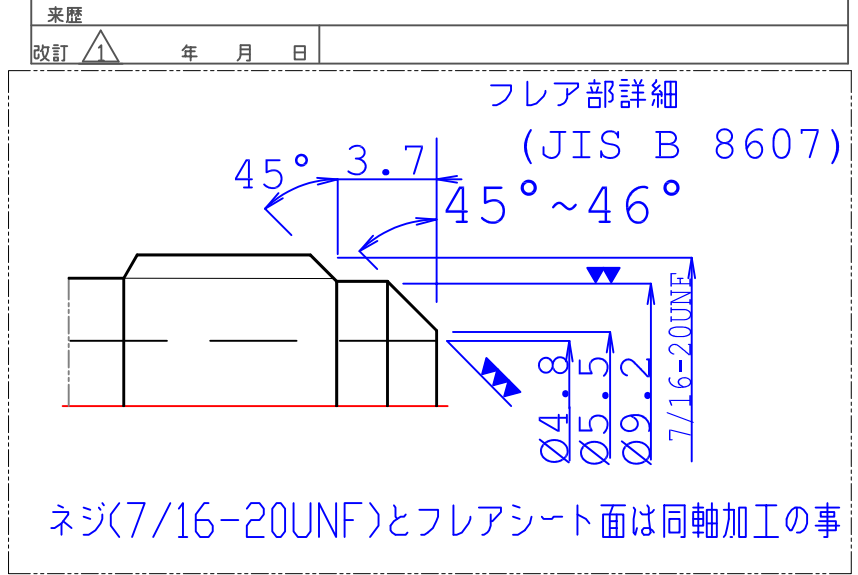 来歴
改訂 1 年 月 日
フレア部詳細
(JIS B 8607)
45° 3.7
45°~46°
Ø4.8
Ø5.5
Ø9.2
7/16-20UNF
ネジ(7/16-20UNF)とフレアシート面は同軸加工の事